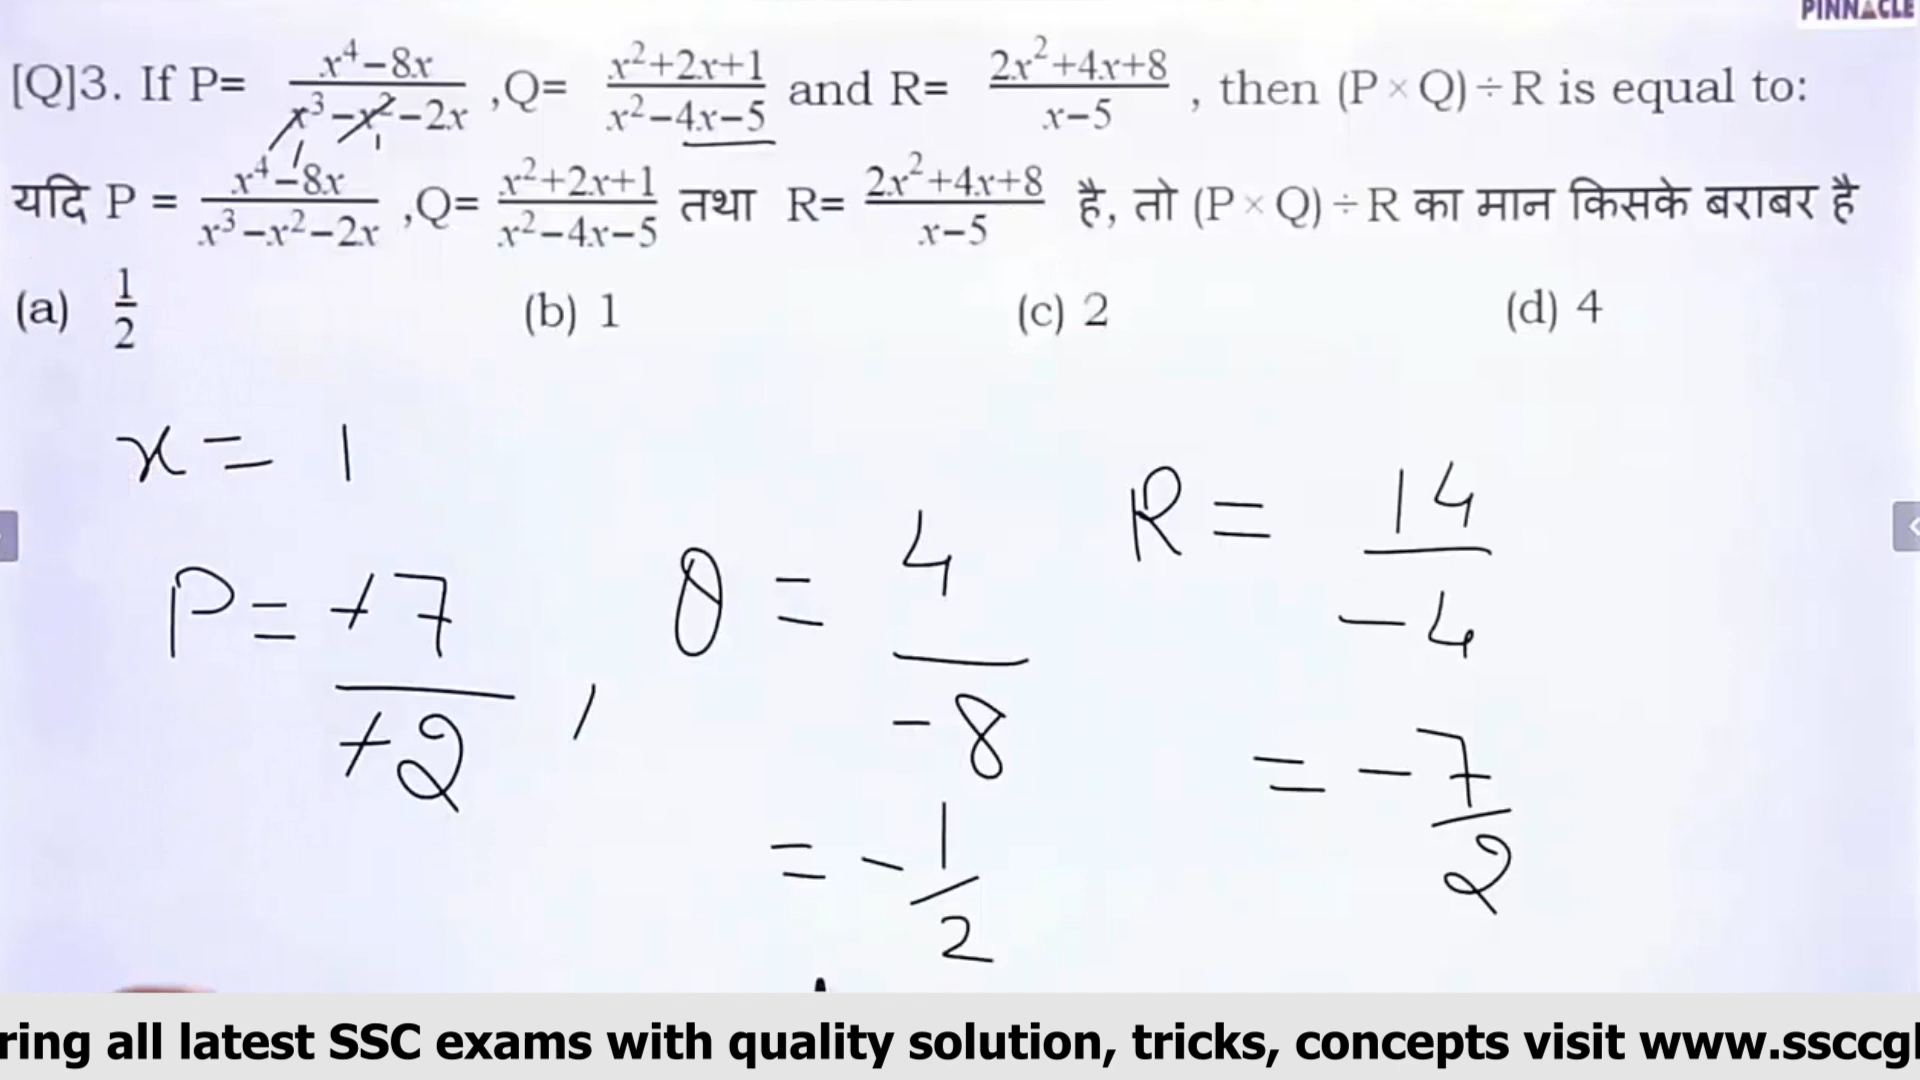 PINNACLE
[Q]3. If P= x⁴−8x / x³−x²−2x ,Q= x²+2x+1 / x²−4x−5 and R= 2x²+4x+8 / x−5 , then (P × Q)÷R is equal to:
1 1
यदि P = x⁴−8x / x³−x²−2x ,Q= x²+2x+1 / x²−4x−5 तथा R= 2x²+4x+8 / x−5 है, तो (P × Q)÷R का मान किसके बराबर है
(a) 1/2 (b) 1 (c) 2 (d) 4
x = 1
P = +7 / +2 , Q = 4 / −8 R = 14 / −4
= −1/2 = −7/2
ring all latest SSC exams with quality solution, tricks, concepts visit www.ssccgl